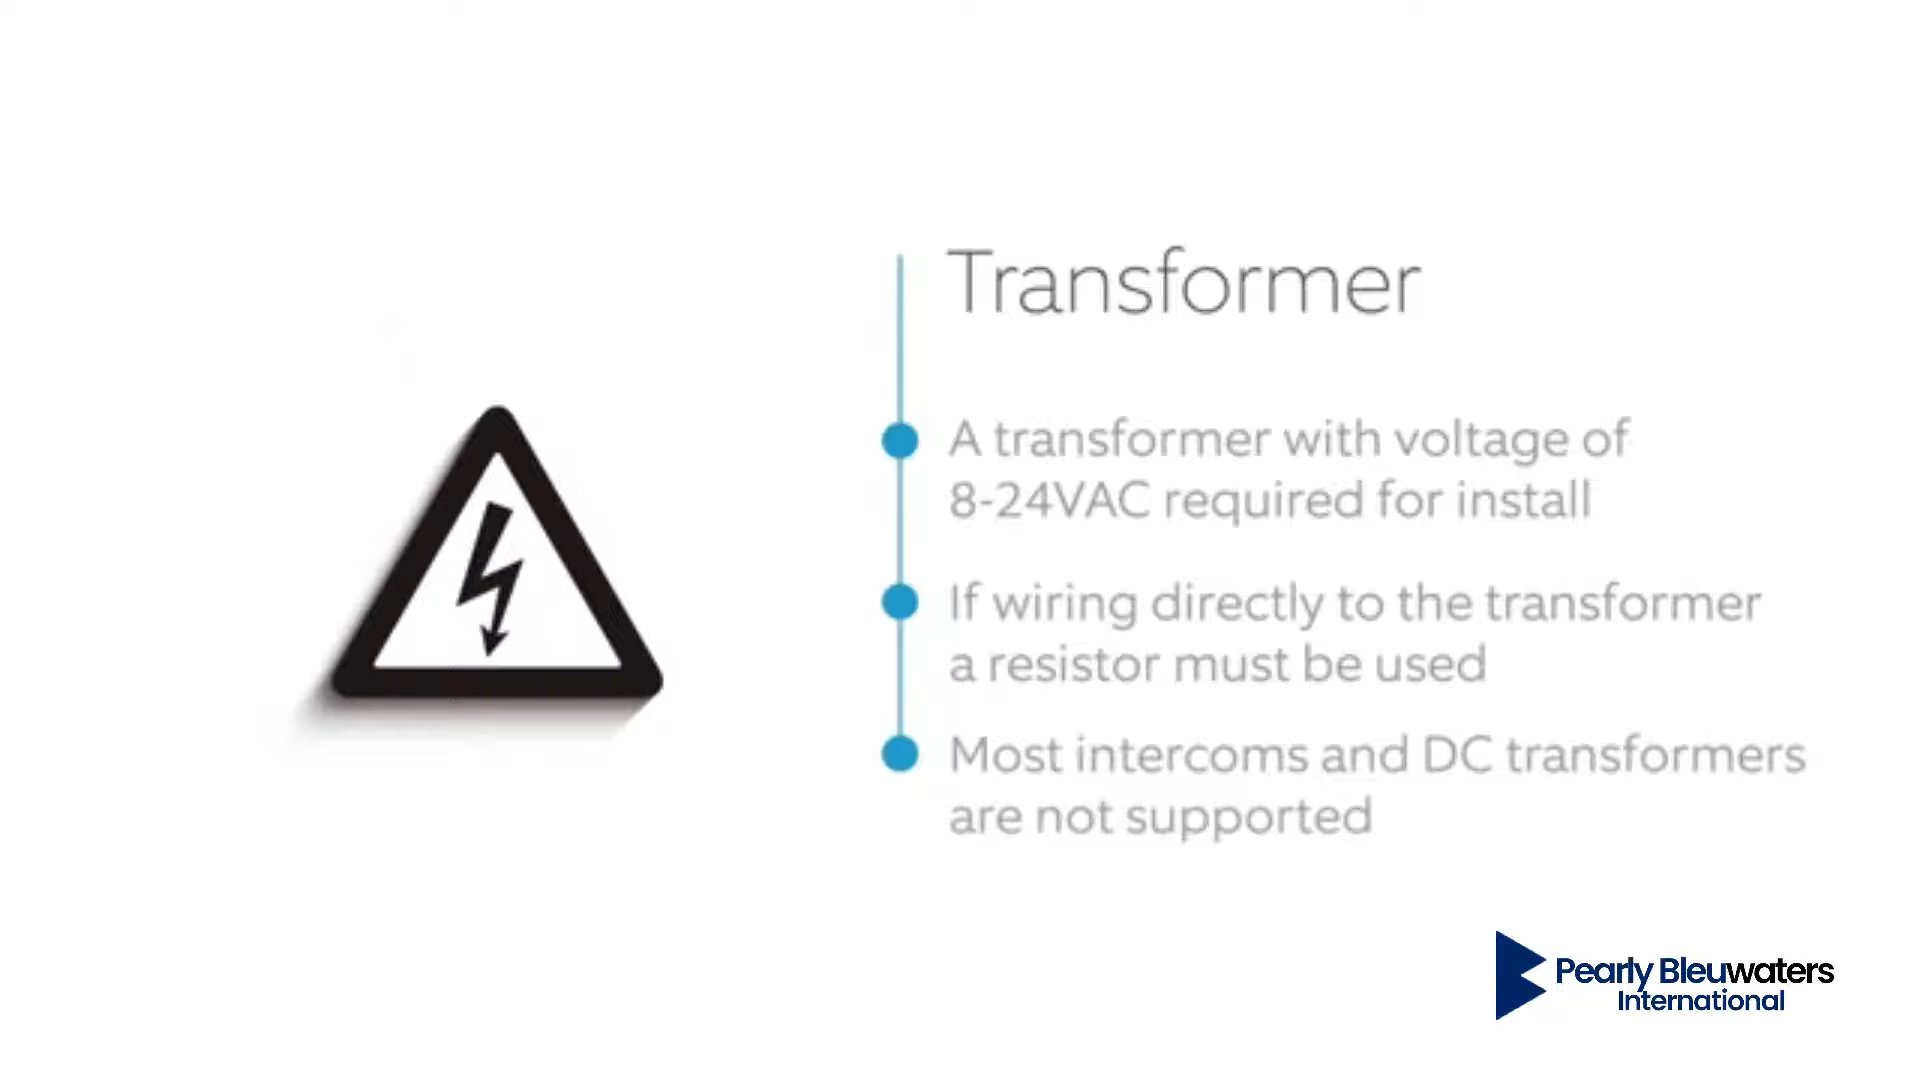 Transformer
A transformer with voltage of
8-24VAC required for install
If wiring directly to the transformer
a resistor must be used
Most intercoms and DC transformers
are not supported
Pearly Bleuwaters
International